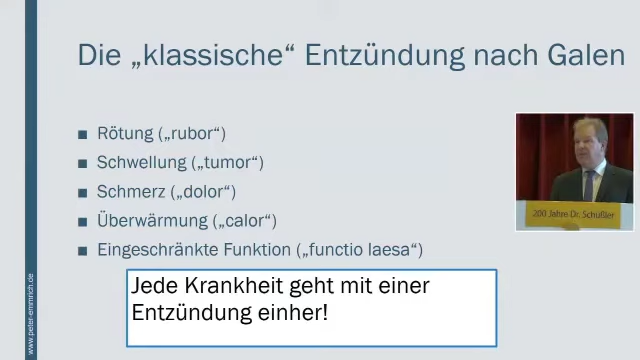 Die „klassische“ Entzündung nach Galen
■ Rötung („rubor“)
■ Schwellung („tumor“)
■ Schmerz („dolor“)
■ Überwärmung („calor“)
■ Eingeschränkte Funktion („functio laesa“)
Jede Krankheit geht mit einer
Entzündung einher!
200 Jahre Dr. Schüßler
www.peter-emmrich.de